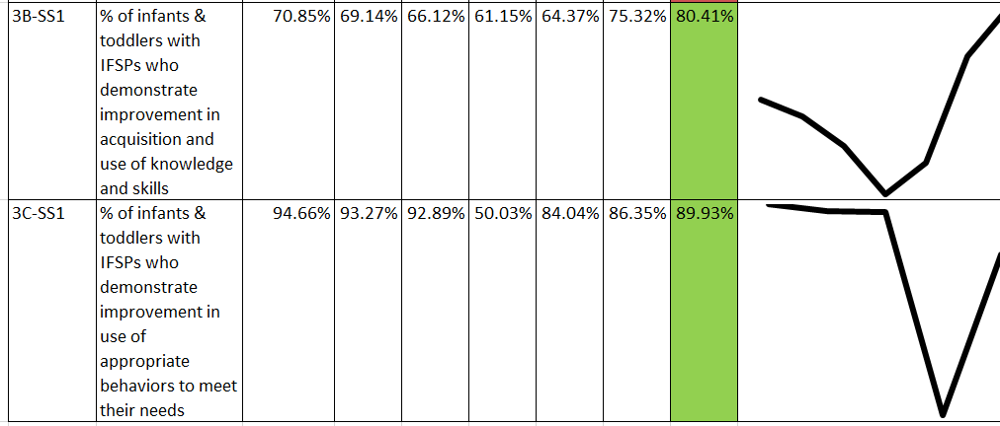 3B-SS1 % of infants & 70.85% 69.14% 66.12% 61.15% 64.37% 75.32% 80.41%
toddlers with
IFSPs who
demonstrate
improvement in
acquisition and
use of knowledge
and skills
3C-SS1 % of infants & 94.66% 93.27% 92.89% 50.03% 84.04% 86.35% 89.93%
toddlers with
IFSPs who
demonstrate
improvement in
use of
appropriate
behaviors to meet
their needs